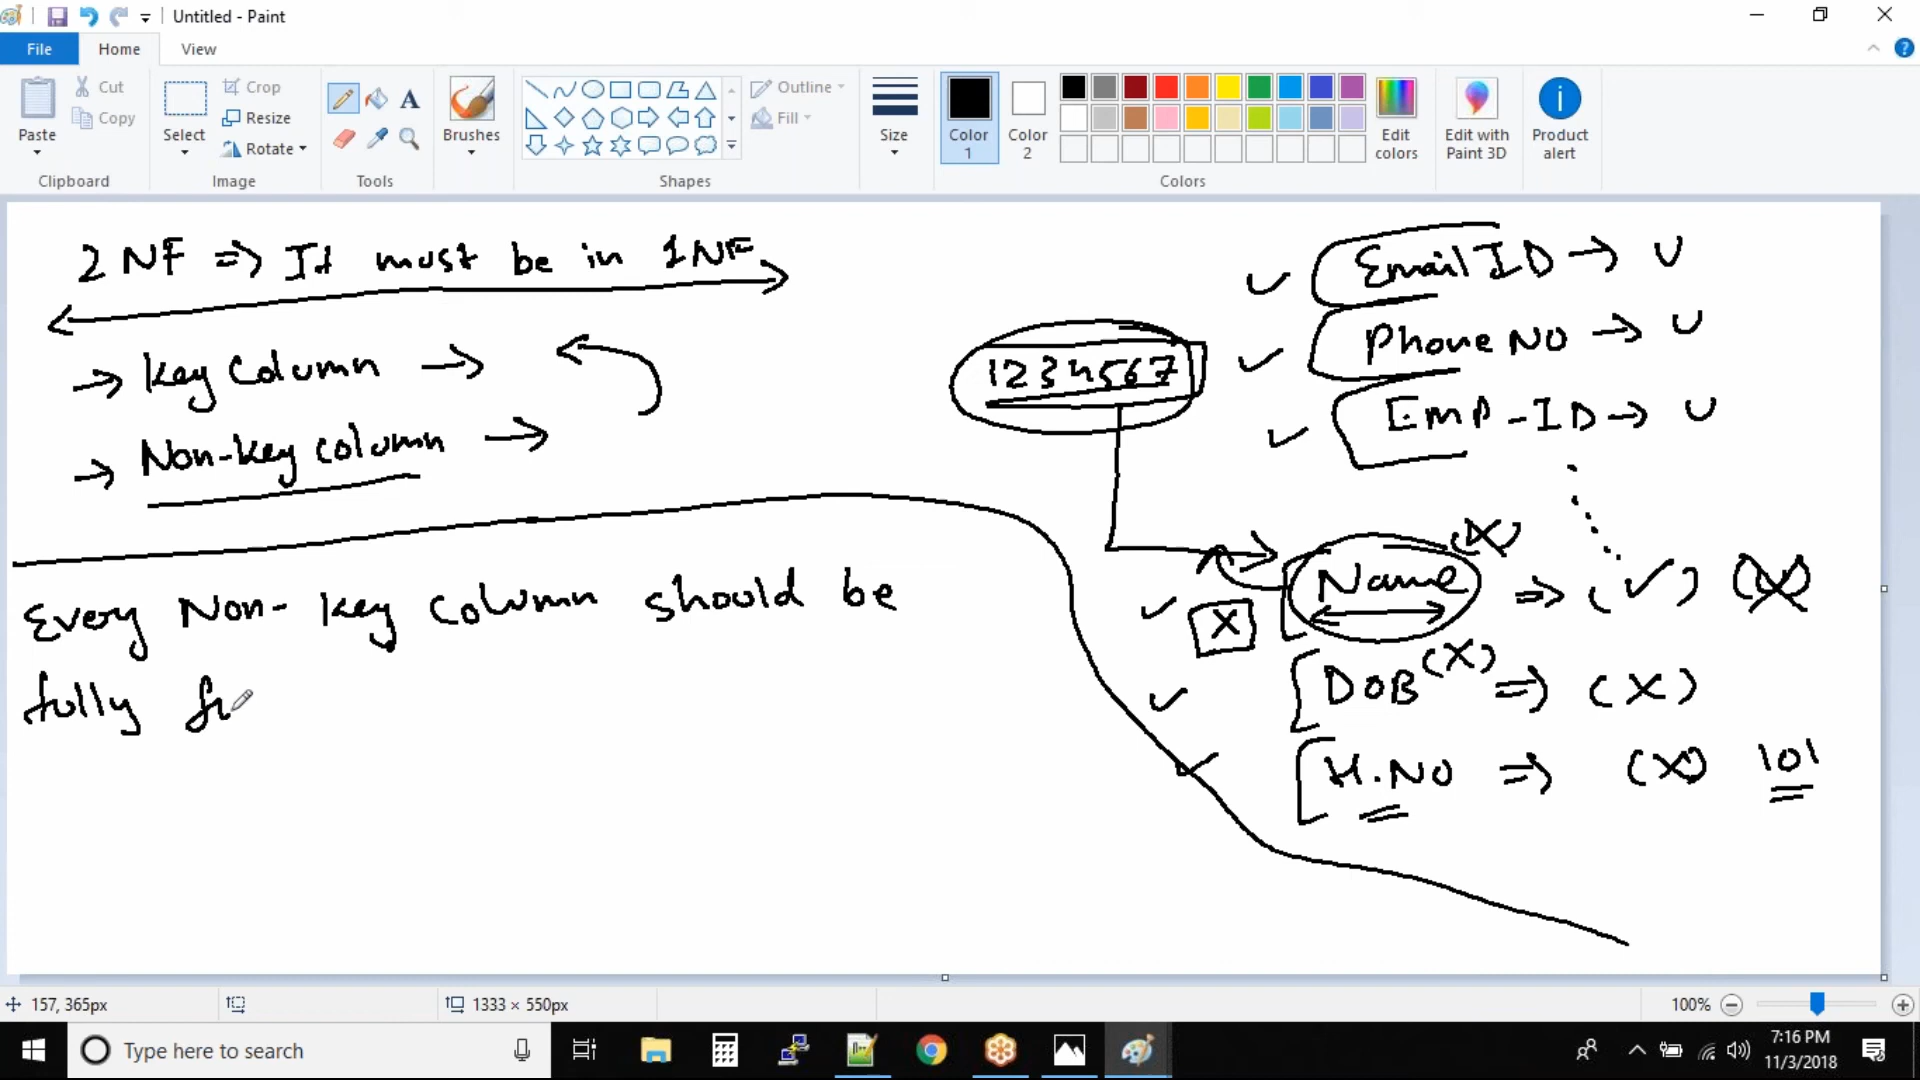 Untitled - Paint
File Home View
Paste
Cut
Copy
Clipboard
Select
Crop
Resize
Rotate
Image
A
Tools
Brushes
Shapes
Outline
Fill
Size
Color 1
Color 2
Colors
Edit colors
Edit with Paint 3D
Product alert
2 NF => It must be in 1NF
→ Key Column →
→ Non-Key column →
Every Non-Key Column should be
fully fu
1234567
✓ Email ID → U
✓ Phone NO → U
✓ EMP-ID → U
✓ X Name (X) => (✓) (X)
✓ DOB (X) => (X)
✓ H.NO => (X) 101
157, 365px
1333 × 550px
100%
Type here to search
7:16 PM
11/3/2018